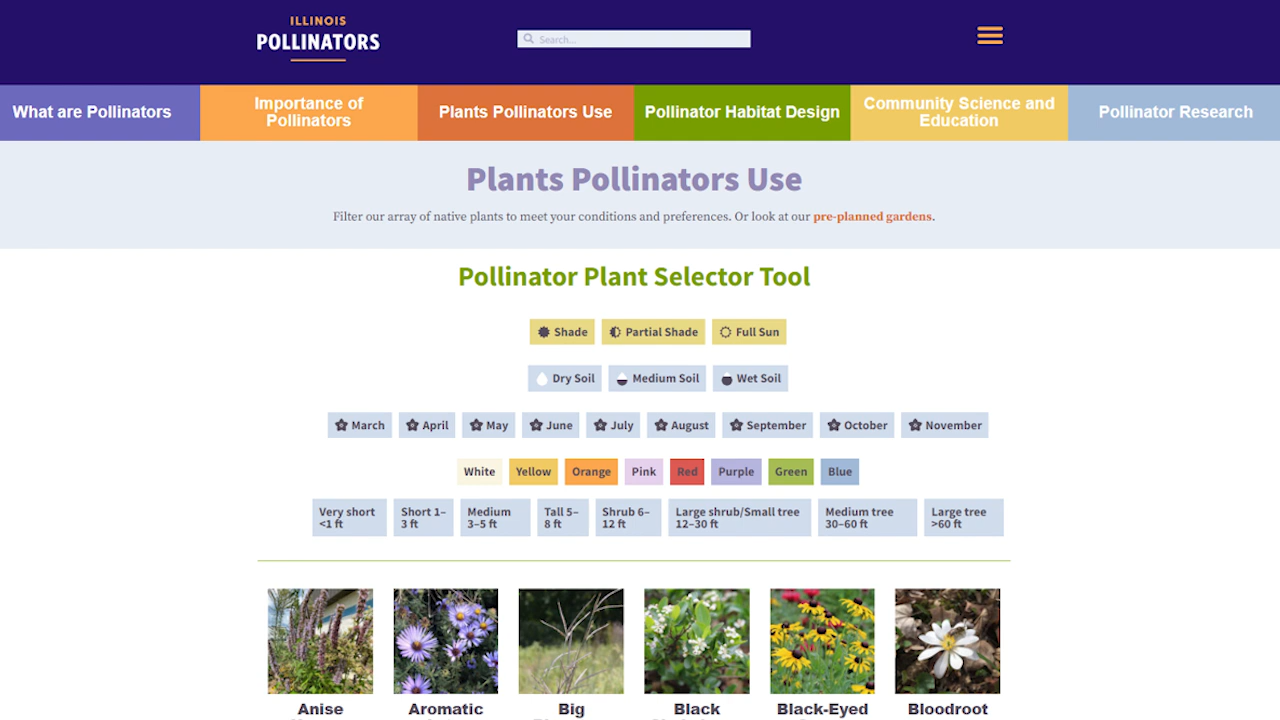 ILLINOIS
POLLINATORS
Search...
What are Pollinators
Importance of
Pollinators
Plants Pollinators Use
Pollinator Habitat Design
Community Science and
Education
Pollinator Research
Plants Pollinators Use
Filter our array of native plants to meet your conditions and preferences. Or look at our pre-planned gardens.
Pollinator Plant Selector Tool
Shade Partial Shade Full Sun
Dry Soil Medium Soil Wet Soil
March April May June July August September October November
White Yellow Orange Pink Red Purple Green Blue
Very short
<1 ft
Short 1–
3 ft
Medium
3–5 ft
Tall 5–
8 ft
Shrub 6–
12 ft
Large shrub/Small tree
12–30 ft
Medium tree
30–60 ft
Large tree
>60 ft
Anise
Aromatic
Big
Black
Black-Eyed
Bloodroot